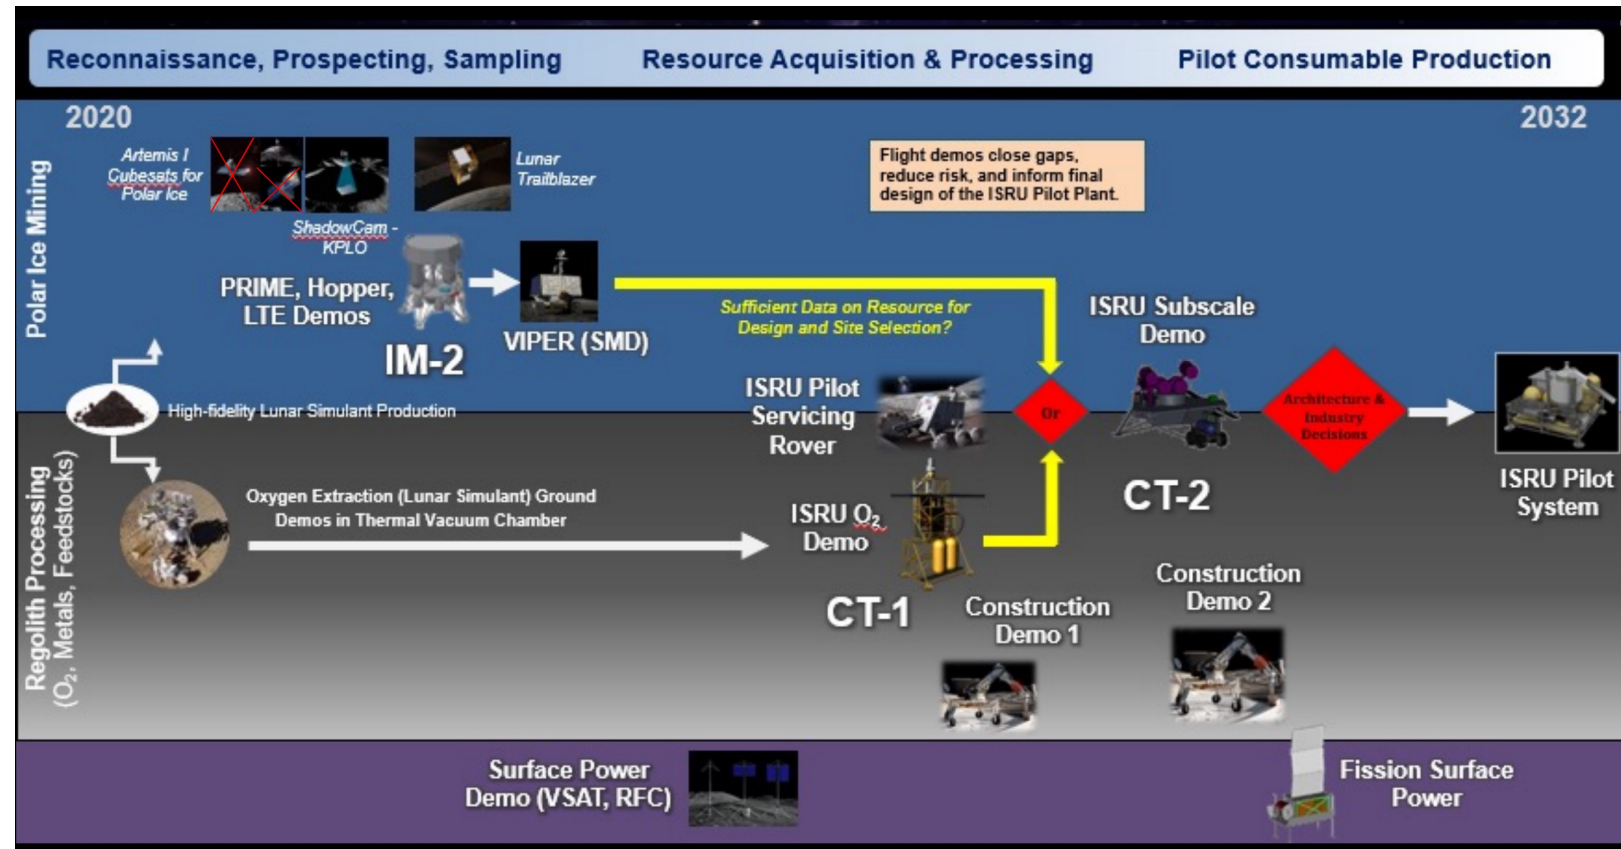 Reconnaissance, Prospecting, Sampling
Resource Acquisition & Processing
Pilot Consumable Production
2020
2032
Polar Ice Mining
Artemis I
Cubesats for
Polar Ice
ShadowCam -
KPLO
Lunar
Trailblazer
Flight demos close gaps,
reduce risk, and inform final
design of the ISRU Pilot Plant.
PRIME, Hopper,
LTE Demos
IM-2
VIPER (SMD)
Sufficient Data on Resource for
Design and Site Selection?
ISRU Subscale
Demo
High-fidelity Lunar Simulant Production
ISRU Pilot
Servicing
Rover
Or
Architecture &
Industry
Decisions
CT-2
ISRU Pilot
System
Regolith Processing
(O₂, Metals, Feedstocks)
Oxygen Extraction (Lunar Simulant) Ground
Demos in Thermal Vacuum Chamber
ISRU O₂
Demo
CT-1
Construction
Demo 1
Construction
Demo 2
Surface Power
Demo (VSAT, RFC)
Fission Surface
Power